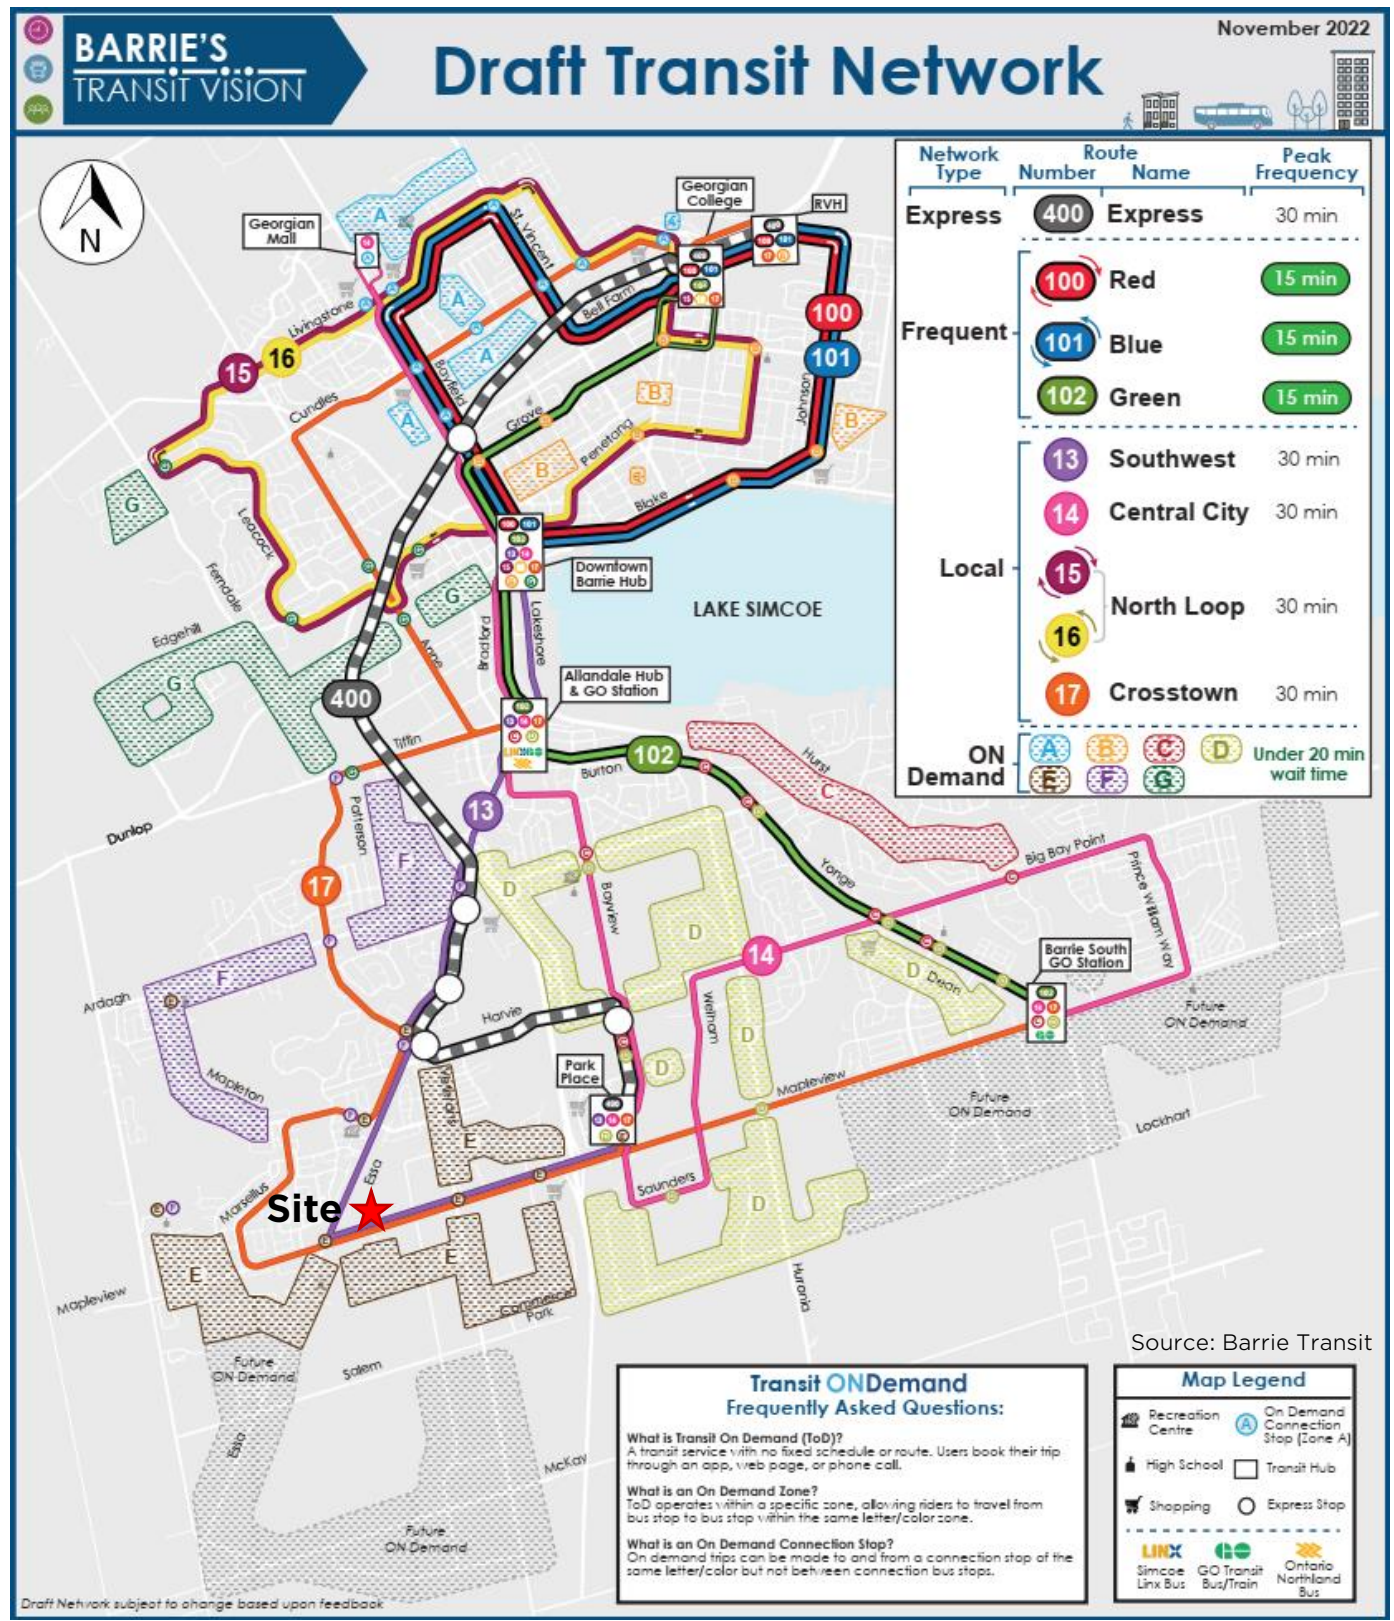 BARRIE'S
TRANSIT VISION
Draft Transit Network
November 2022
N
Network Type
Route
Number
Name
Peak Frequency
Express
400
Express
30 min
Frequent
100
Red
15 min
101
Blue
15 min
102
Green
15 min
Local
13
Southwest
30 min
14
Central City
30 min
15
16
North Loop
30 min
17
Crosstown
30 min
ON
Demand
A
B
C
D
E
F
G
Under 20 min
wait time
Georgian
Mall
Georgian
College
RVH
A
A
A
A
St. Vincent
Bell Farm
Livingstone
Bayfield
100
101
15
16
Cundles
Johnson
Grove
Penetang
B
B
B
B
Blake
G
Leacock
Ferndale
Downtown
Barrie Hub
G
LAKE SIMCOE
Edgehill
Anne
Bradford
Lakeshore
G
400
Allandale Hub
& GO Station
Tiffin
Burton
102
Hurst
C
13
Patterson
Dunlop
F
17
D
Bayview
D
Yonge
Big Bay Point
Prince William Way
14
Barrie South
GO Station
D
Dean
F
Ardagh
Harvie
Welham
D
Future
ON Demand
Park
Place
D
Mapleview
Mapleton
Veterans
E
Future
ON Demand
Lockhart
Essa
Marsellus
Site
Saunders
D
E
E
Mapleview
Commerce
Park
Huronia
Future
ON Demand
Salem
Essa
McKay
Future
ON Demand
Source: Barrie Transit
Transit ONDemand
Frequently Asked Questions:
What is Transit On Demand (ToD)?
A transit service with no fixed schedule or route. Users book their trip
through an app, web page, or phone call.
What is an On Demand Zone?
ToD operates within a specific zone, allowing riders to travel from
bus stop to bus stop within the same letter/color zone.
What is an On Demand Connection Stop?
On demand trips can be made to and from a connection stop of the
same letter/color but not between connection bus stops.
Map Legend
Recreation
Centre
A
On Demand
Connection
Stop (Zone A)
High School
Transit Hub
Shopping
Express Stop
LINX
Simcoe
Linx Bus
GO
GO Transit
Bus/Train
Ontario
Northland
Bus
Draft Network subject to change based upon feedback